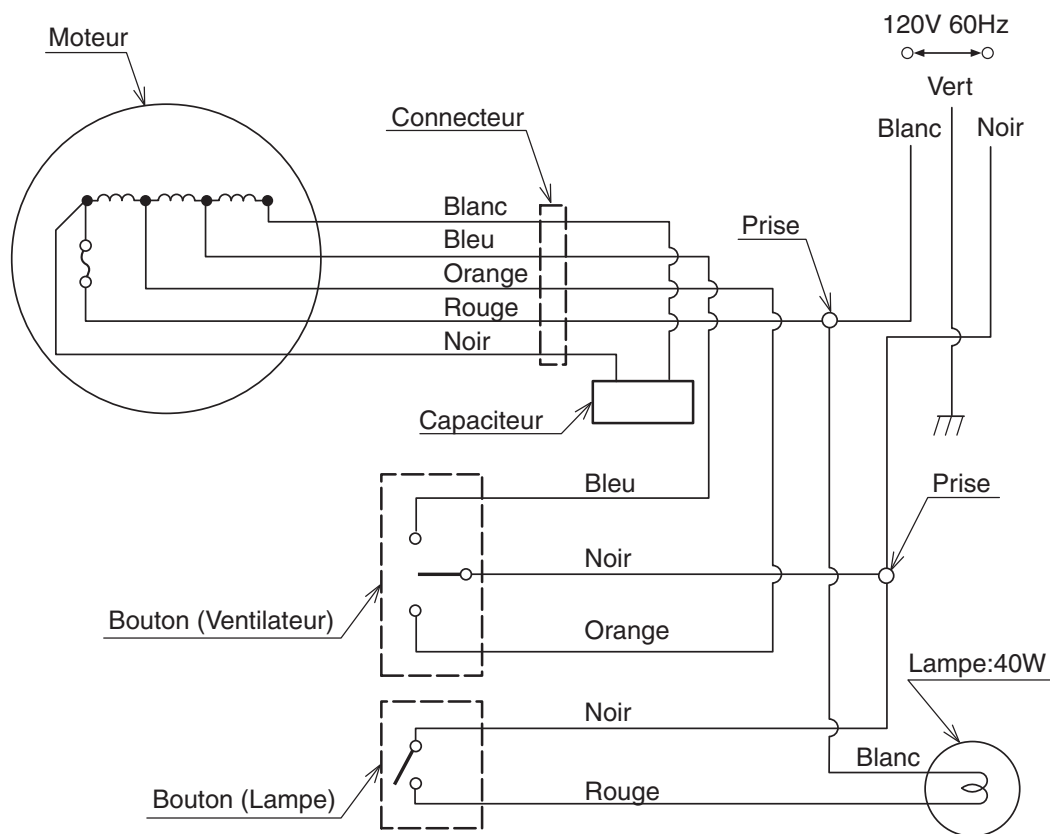 120V 60Hz
Moteur
Vert
Connecteur
Blanc
Noir
Blanc
Prise
Bleu
Orange
Rouge
Noir
Capaciteur
Bleu
Prise
Noir
Bouton (Ventilateur)
Orange
Lampe:40W
Noir
Blanc
Bouton (Lampe)
Rouge